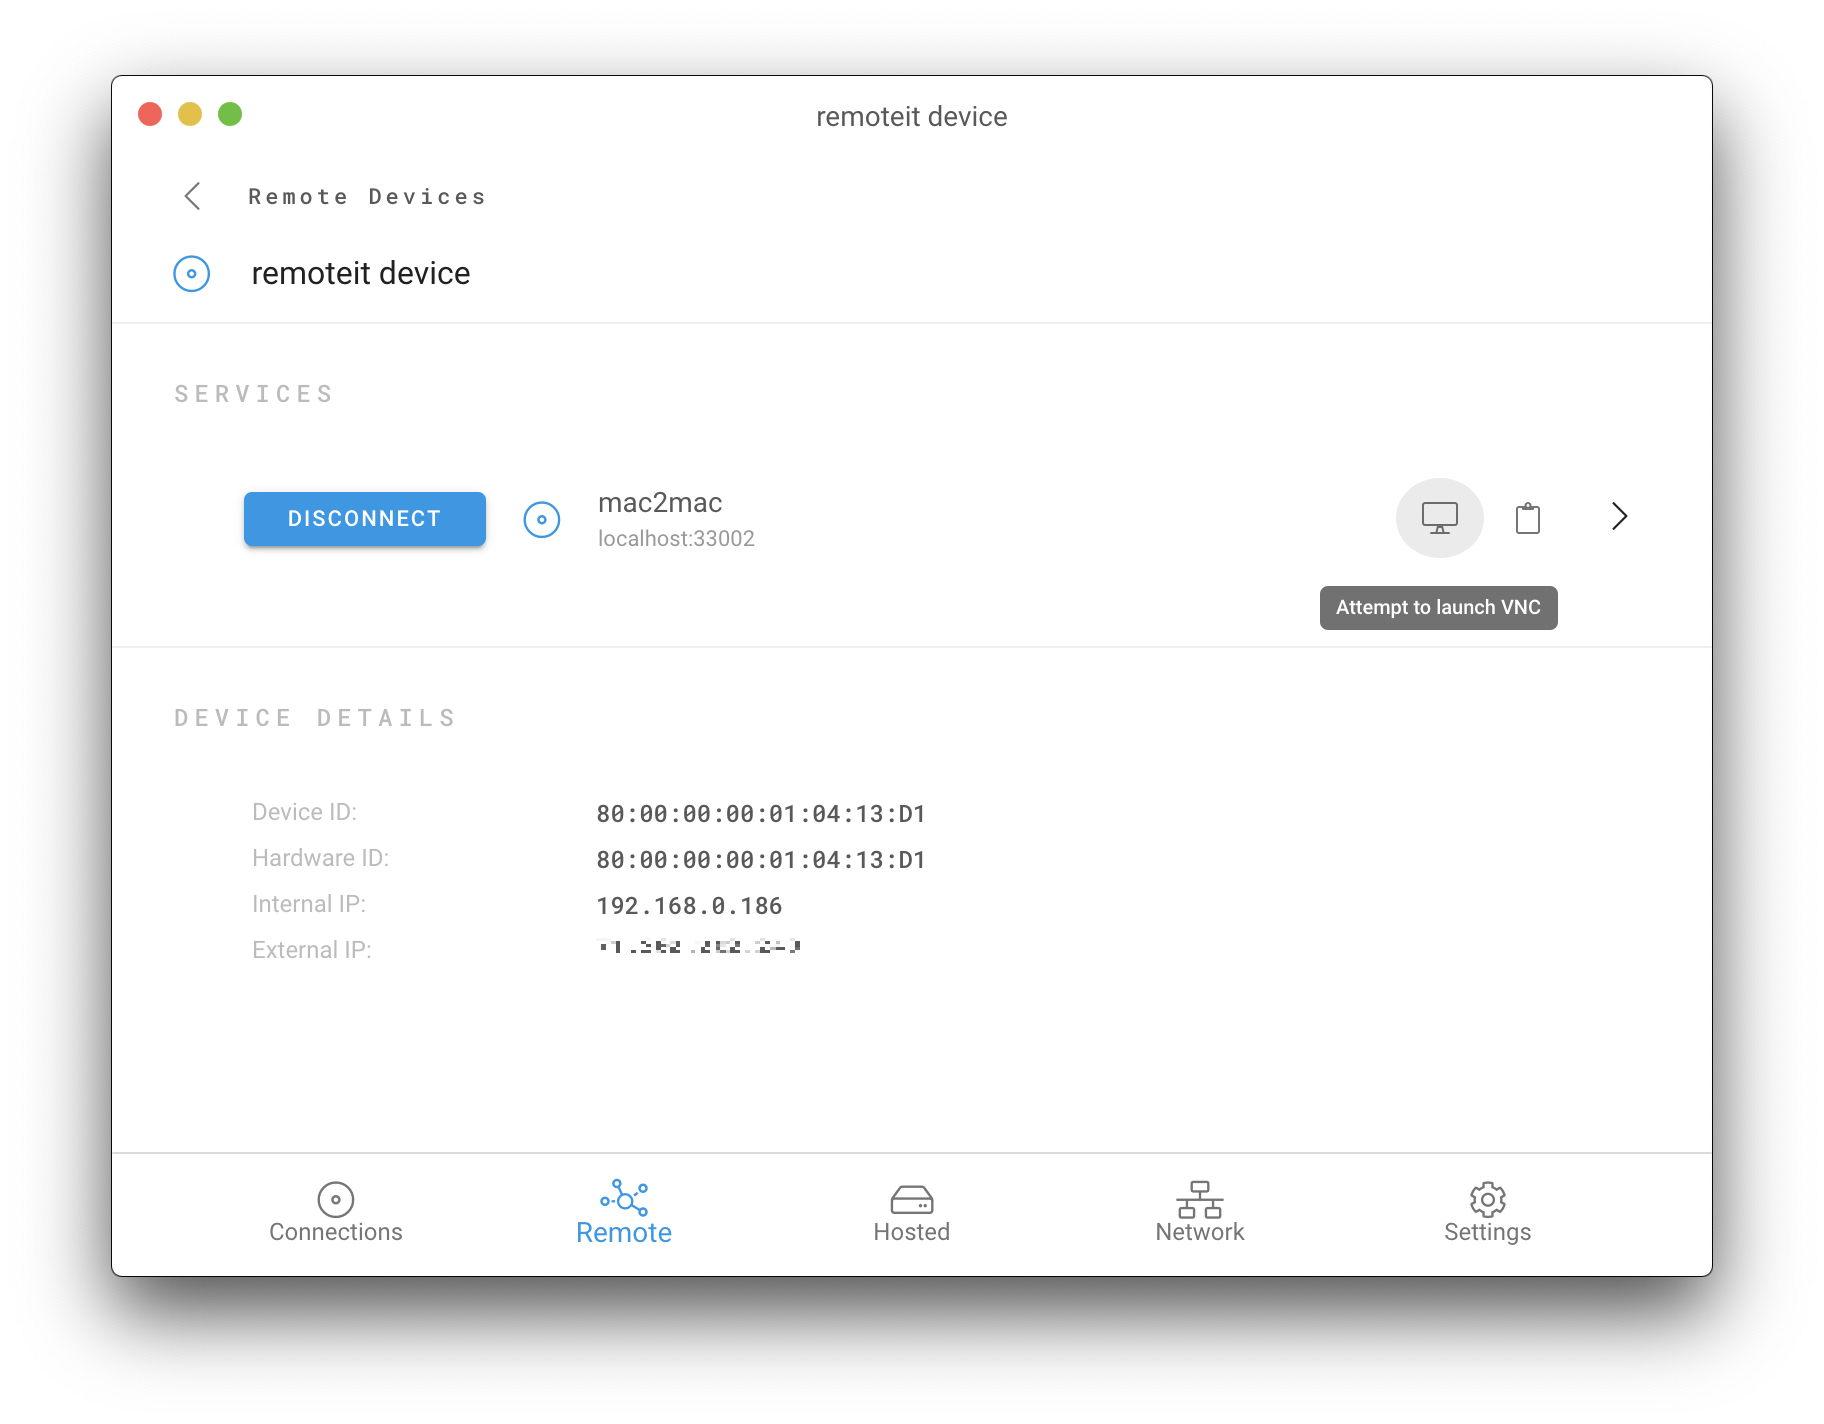 remoteit device
Remote Devices
remoteit device
SERVICES
DISCONNECT
mac2mac
localhost:33002
Attempt to launch VNC
DEVICE DETAILS
Device ID: 80:00:00:00:01:04:13:D1
Hardware ID: 80:00:00:00:01:04:13:D1
Internal IP: 192.168.0.186
External IP:
Connections
Remote
Hosted
Network
Settings